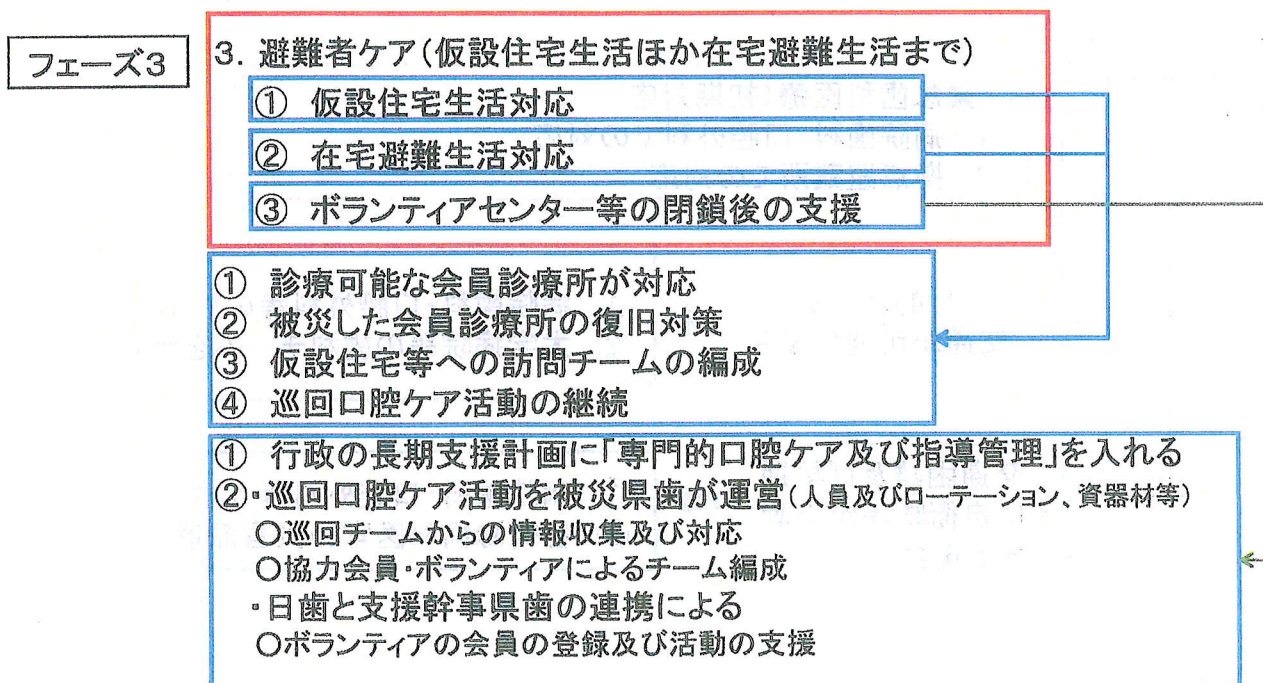 フェーズ3
3. 避難者ケア(仮設住宅生活ほか在宅避難生活まで)
① 仮設住宅生活対応
② 在宅避難生活対応
③ ボランティアセンター等の閉鎖後の支援
① 診療可能な会員診療所が対応
② 被災した会員診療所の復旧対策
③ 仮設住宅等への訪問チームの編成
④ 巡回口腔ケア活動の継続
① 行政の長期支援計画に「専門的口腔ケア及び指導管理」を入れる
②・巡回口腔ケア活動を被災県歯が運営(人員及びローテーション、資器材等)
〇巡回チームからの情報収集及び対応
〇協力会員・ボランティアによるチーム編成
・日歯と支援幹事県歯の連携による
〇ボランティアの会員の登録及び活動の支援